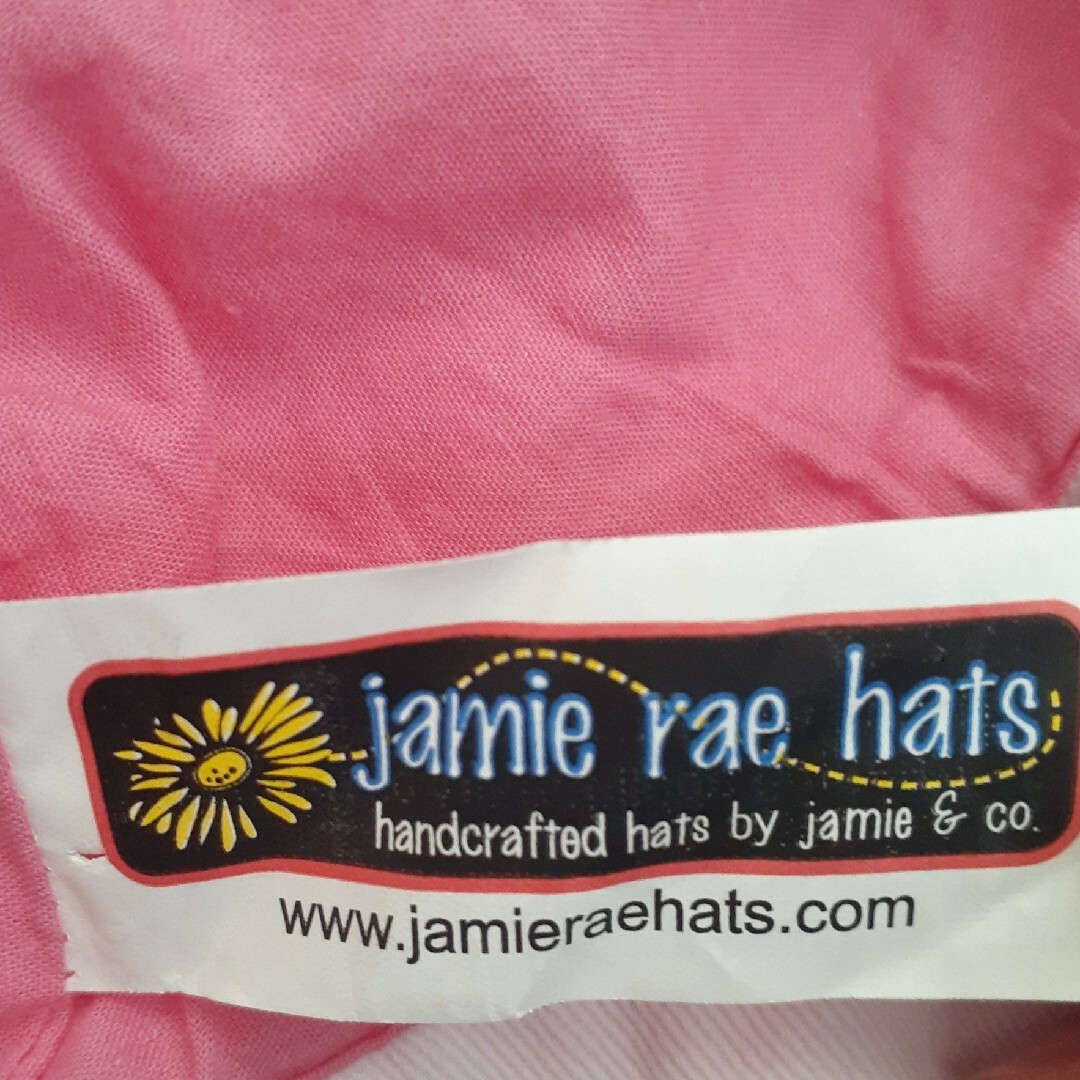 jamie rae hats
handcrafted hats by jamie & co.
www.jamieraehats.com